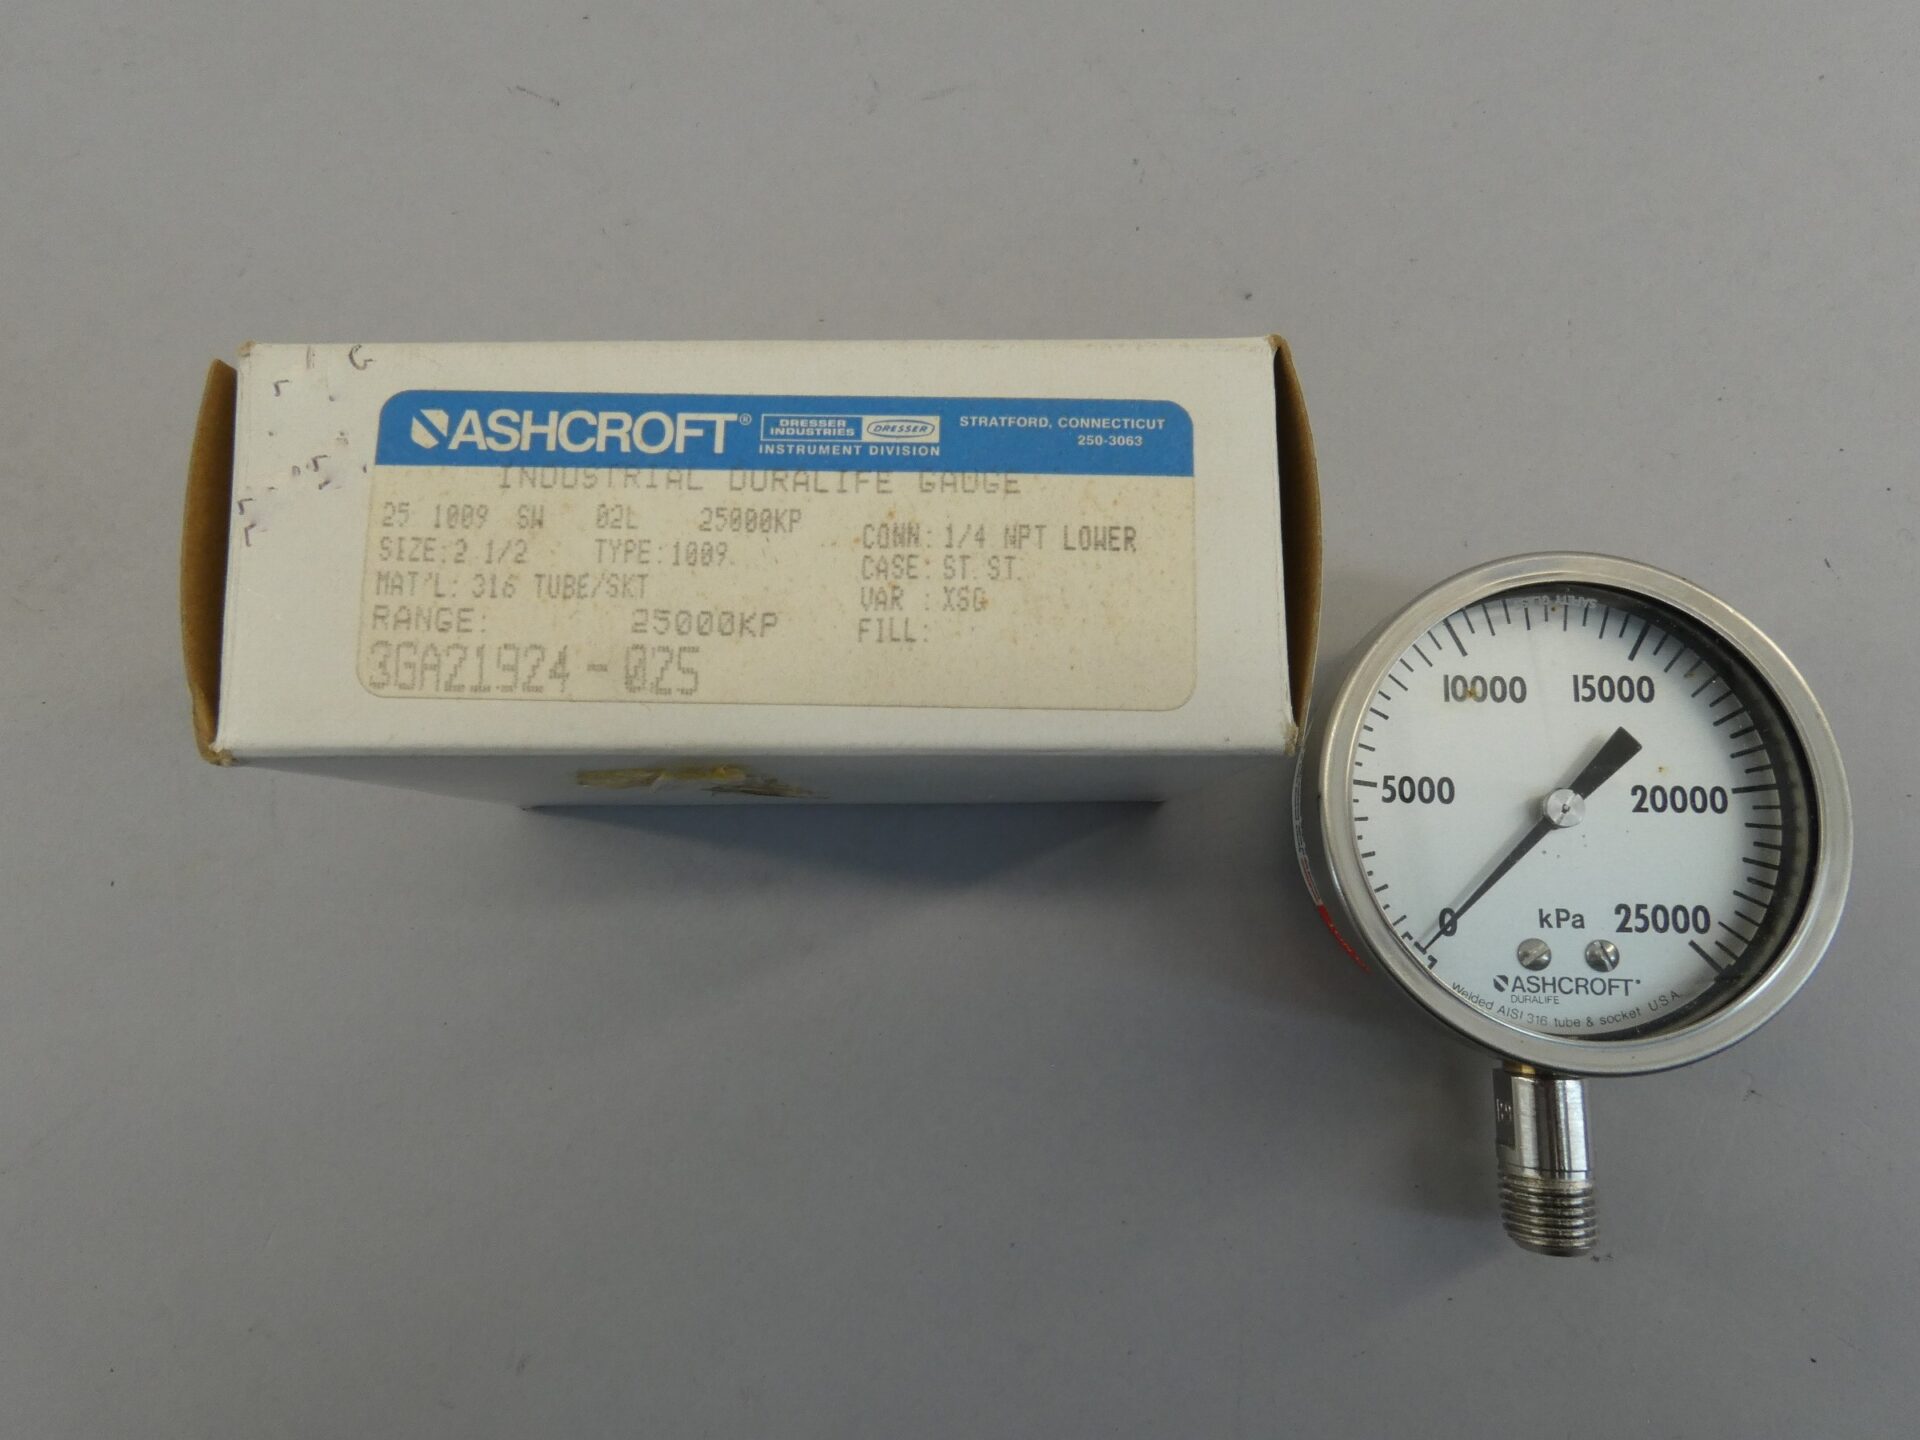 ASHCROFT®
DRESSER INDUSTRIES
DRESSER
INSTRUMENT DIVISION
STRATFORD, CONNECTICUT
250-3063
INDUSTRIAL DURALIFE GAUGE
25 1009 SW 02L 25000KP
SIZE:2 1/2 TYPE:1009
MAT'L: 316 TUBE/SKT
RANGE: 25000KP
3GA21924-025
CONN: 1/4 NPT LOWER
CASE: ST.ST.
VAR : XSG
FILL:
0
5000
10000
15000
20000
25000
kPa
ASHCROFT
DURALIFE
Welded AISI 316 tube & socket U.S.A.